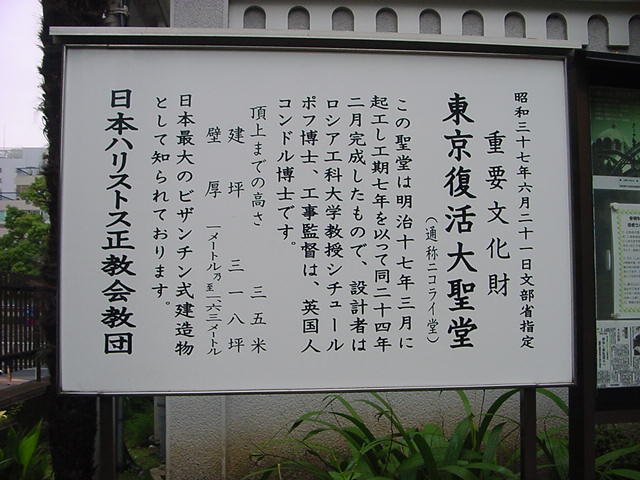 昭和三十七年六月二十一日文部省指定
重要文化財
東京復活大聖堂
（通称ニコライ堂）
この聖堂は明治十七年三月に
起工し工期七年を以って同二十四年
二月完成したもので、設計者は
ロシア工科大学教授シチュール
ポフ博士、工事監督は、英国人
コンドル博士です。
頂上までの高さ 三五米
建坪 三一八坪
壁厚 一メートル乃至一、六三メートル
日本最大のビザンチン式建造物
として知られております。
日本ハリストス正教会教団